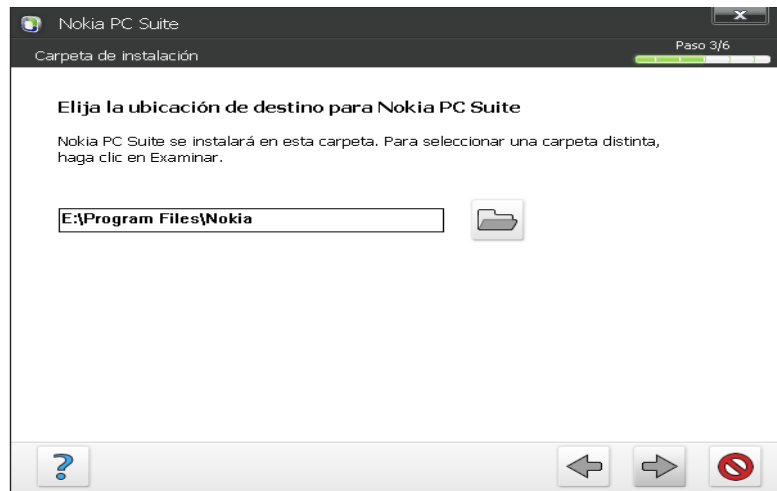 Nokia PC Suite
Carpeta de instalación
Paso 3/6
Elija la ubicación de destino para Nokia PC Suite
Nokia PC Suite se instalará en esta carpeta. Para seleccionar una carpeta distinta,
haga clic en Examinar.
E:\Program Files\Nokia